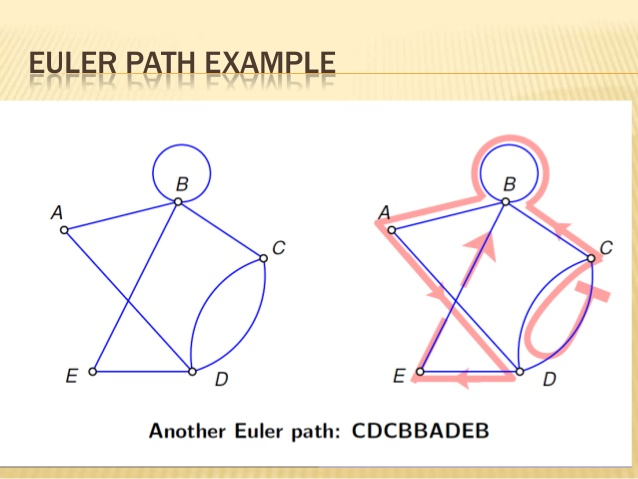 EULER PATH EXAMPLE
B
A
C
E
D
B
A
C
E
D
Another Euler path: CDCBBADEB